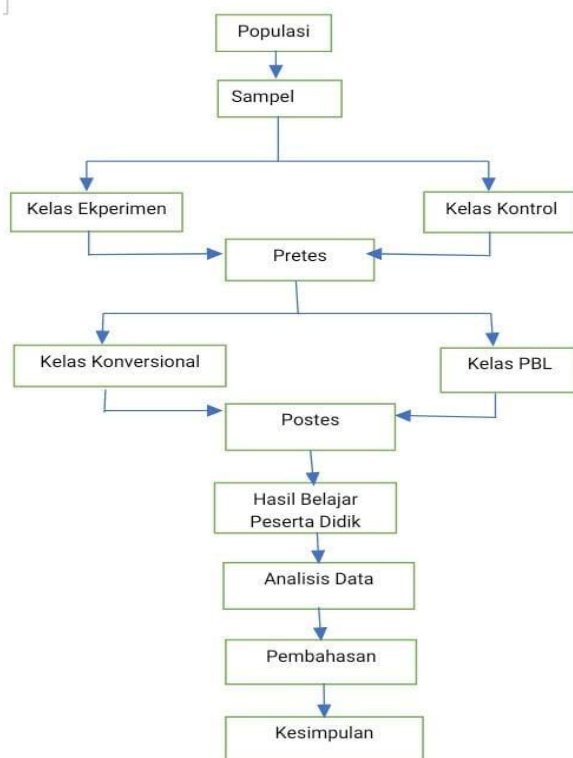 Populasi
Sampel
Kelas Ekperimen
Kelas Kontrol
Pretes
Kelas Konversional
Kelas PBL
Postes
Hasil Belajar
Peserta Didik
Analisis Data
Pembahasan
Kesimpulan